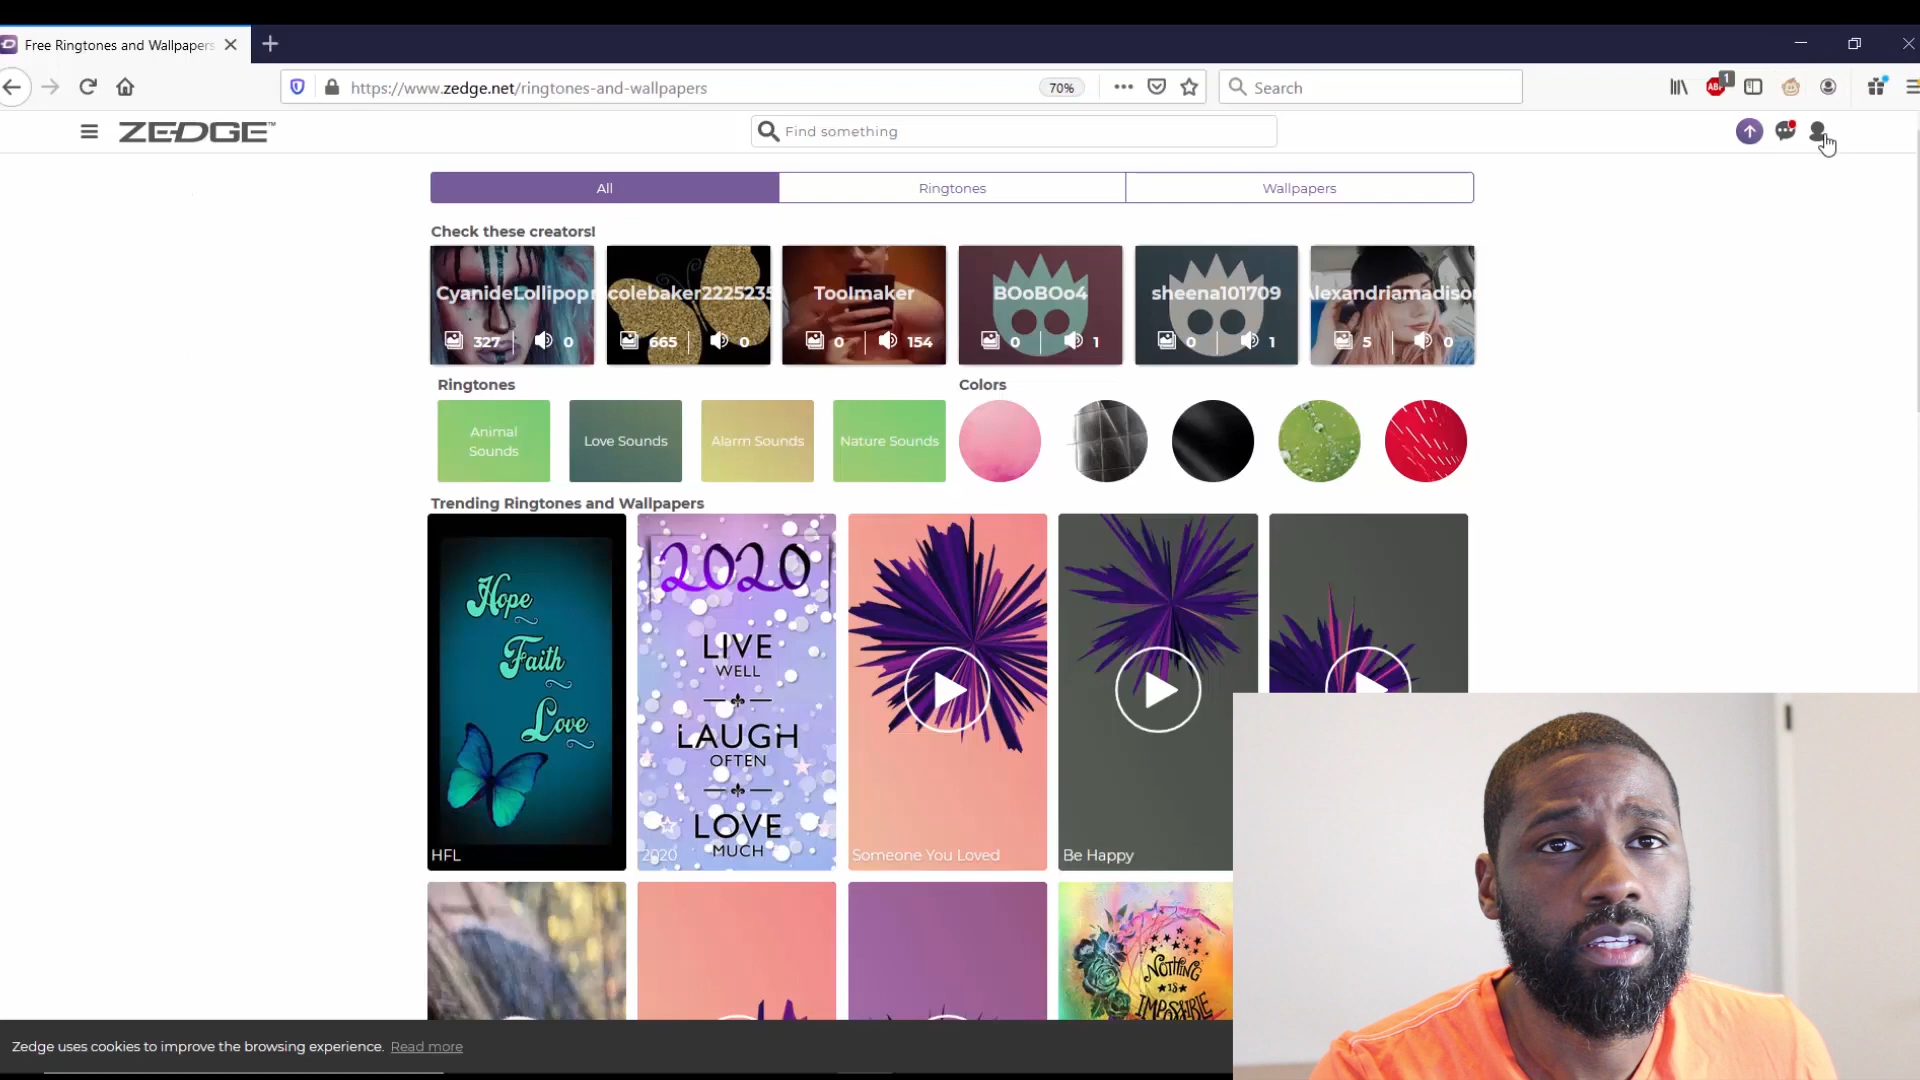 Free Ringtones and Wallpapers
https://www.zedge.net/ringtones-and-wallpapers
70%
Search
ABP
1
ZEDGE™
Find something
All
Ringtones
Wallpapers
Check these creators!
CyanideLollipop
327
0
colebaker2225235
665
0
Toolmaker
0
154
BOoBOo4
0
1
sheena101709
0
1
Alexandriamadison
5
0
Ringtones
Colors
Animal
Sounds
Love Sounds
Alarm Sounds
Nature Sounds
Trending Ringtones and Wallpapers
Hope
Faith
Love
HFL
2020
LIVE
WELL
LAUGH
OFTEN
LOVE
MUCH
2020
Someone You Loved
Be Happy
NOTHING
IS
IMPOSSIBLE
Zedge uses cookies to improve the browsing experience. Read more